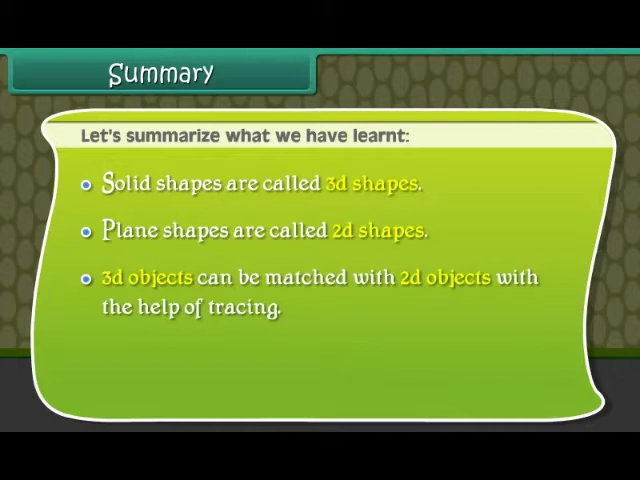 Summary
Let's summarize what we have learnt:
Solid shapes are called 3d shapes.
Plane shapes are called 2d shapes.
3d objects can be matched with 2d objects with
the help of tracing.